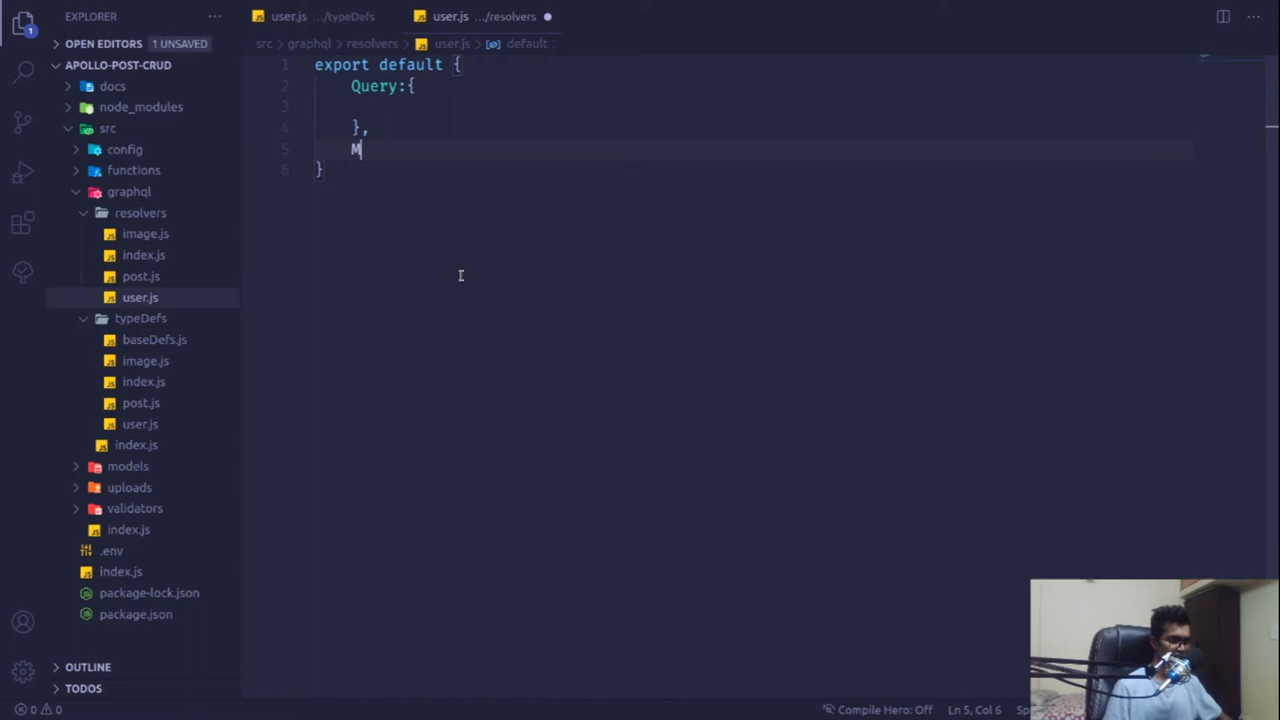 EXPLORER
user.js .../typeDefs
user.js .../resolvers
1
OPEN EDITORS 1 UNSAVED
src graphql resolvers user.js default
APOLLO-POST-CRUD
docs
node_modules
src
config
functions
graphql
resolvers
image.js
index.js
post.js
user.js
typeDefs
baseDefs.js
image.js
index.js
post.js
user.js
index.js
models
uploads
validators
index.js
.env
index.js
package-lock.json
package.json
OUTLINE
TODOS
1 export default {
2 Query:{
3
4 },
5 M
6 }
0 0
Compile Hero: Off Ln 5, Col 6